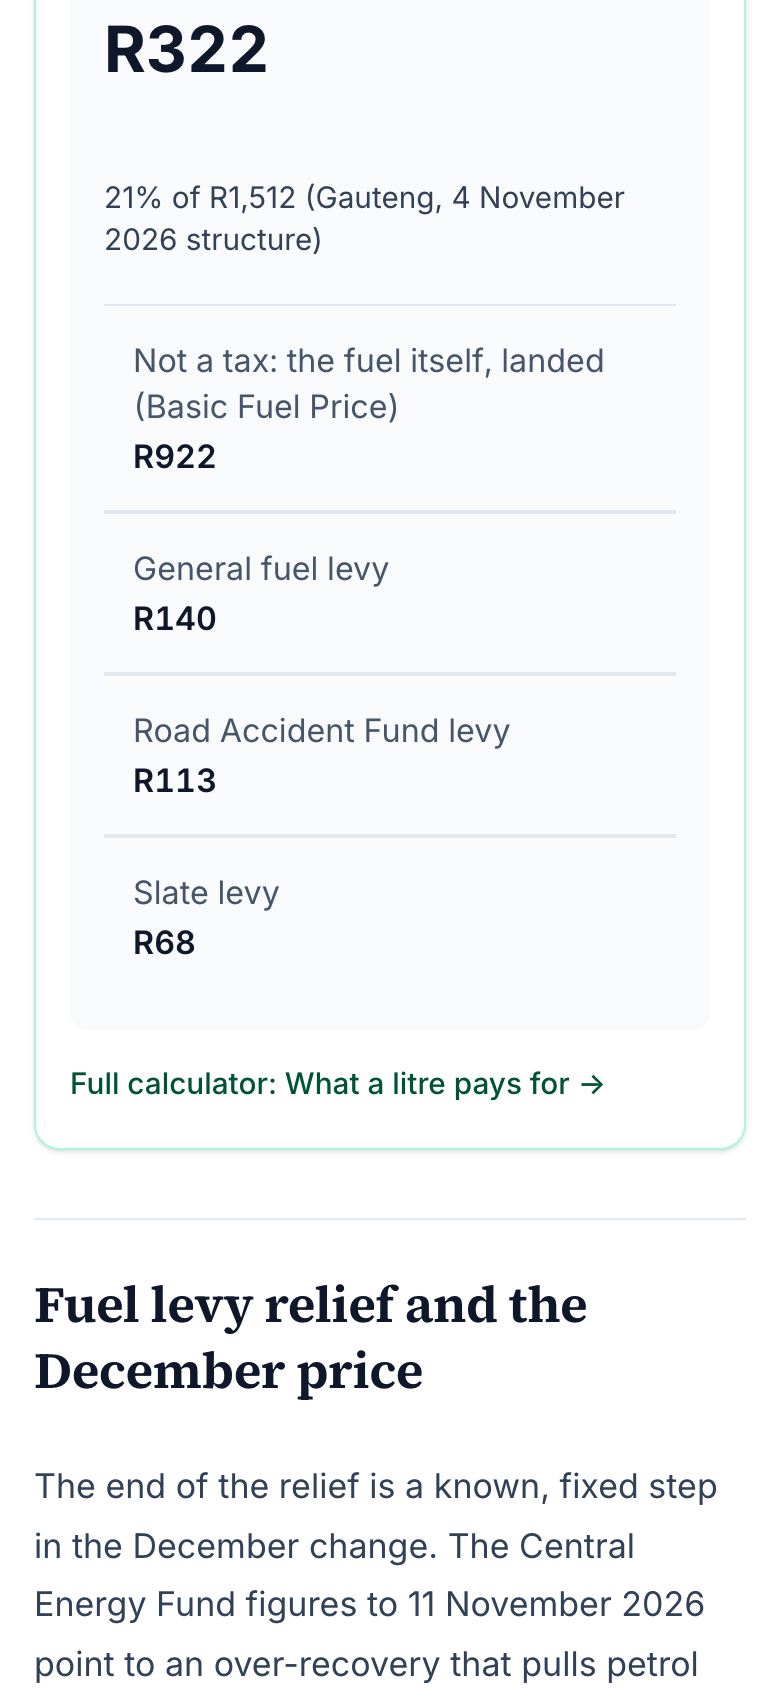 R322
21% of R1,512 (Gauteng, 4 November
2026 structure)
Not a tax: the fuel itself, landed
(Basic Fuel Price)
R922
General fuel levy
R140
Road Accident Fund levy
R113
Slate levy
R68
Full calculator: What a litre pays for →
Fuel levy relief and the
December price
The end of the relief is a known, fixed step
in the December change. The Central
Energy Fund figures to 11 November 2026
point to an over-recovery that pulls petrol